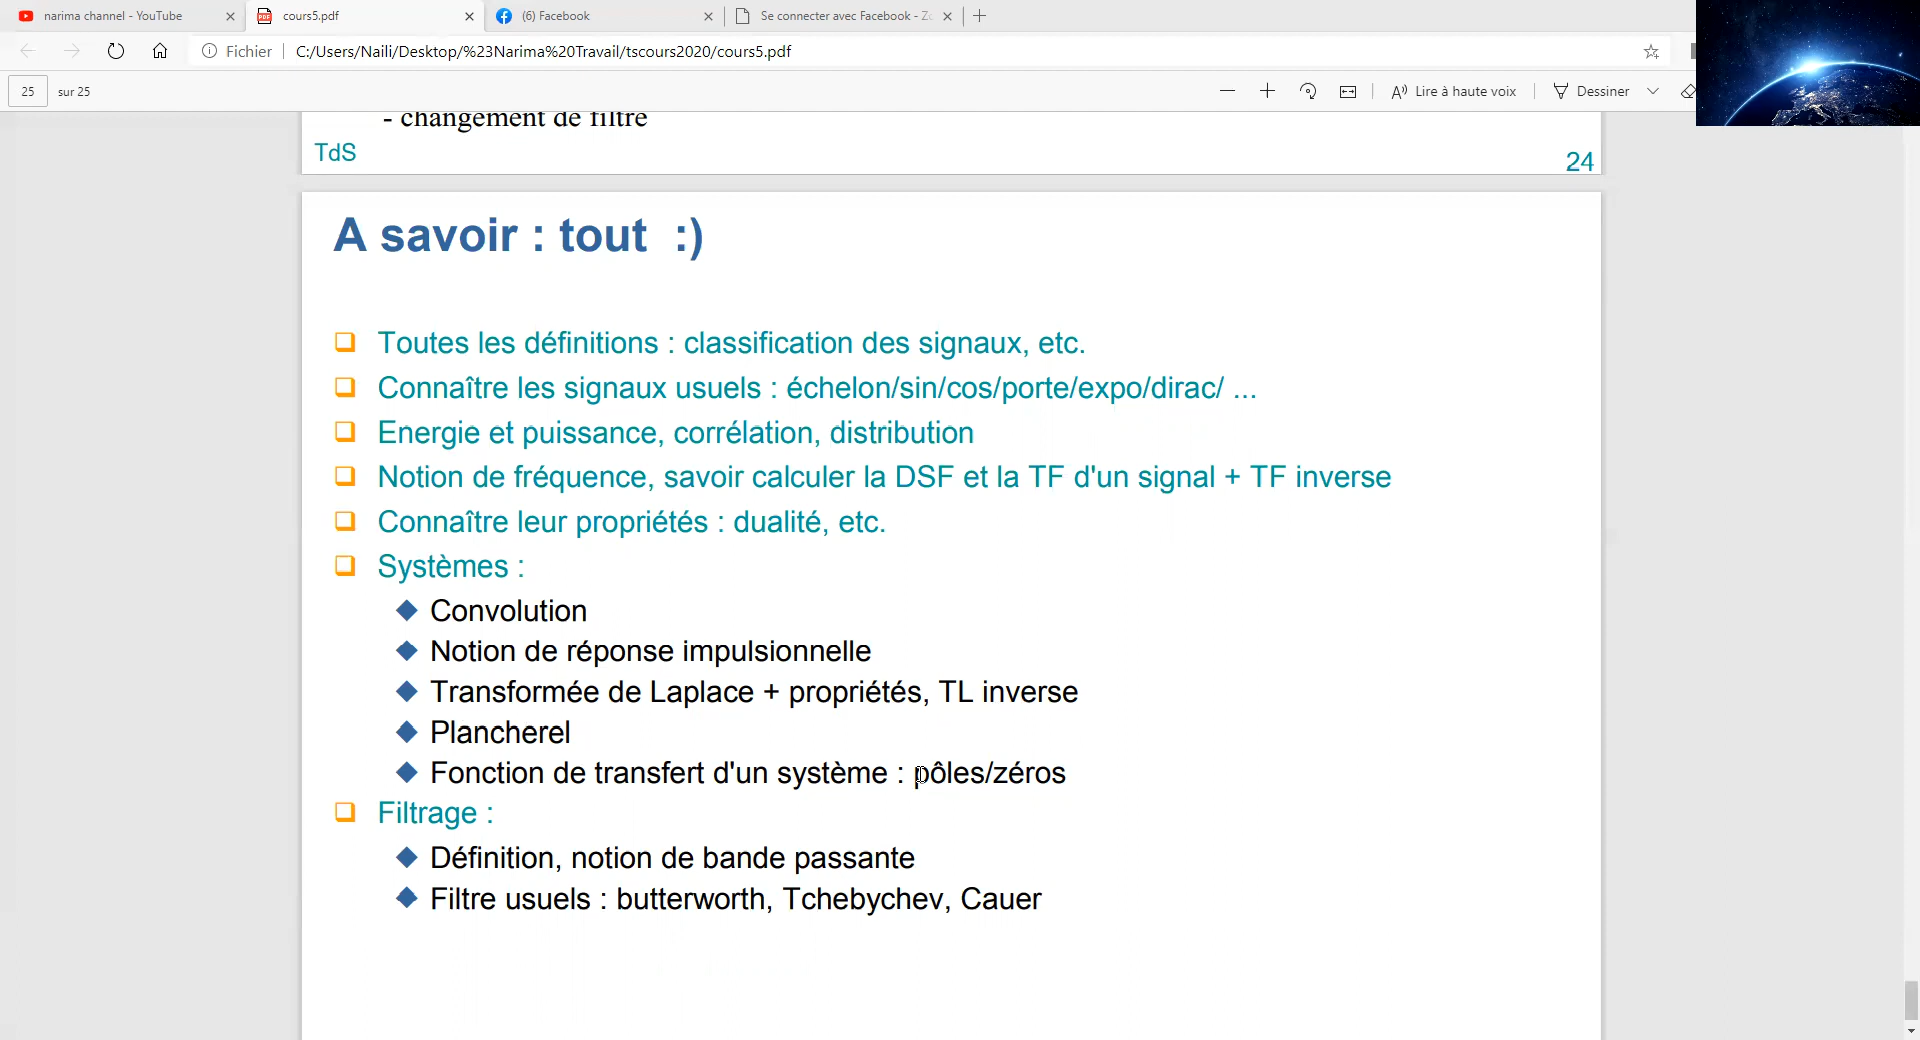 narima channel - YouTube
cours5.pdf
(6) Facebook
Se connecter avec Facebook - Zo
Fichier
C:/Users/Naili/Desktop/%23Narima%20Travail/tscours2020/cours5.pdf
25
sur 25
Lire à haute voix
Dessiner
- changement de filtre
TdS
24
A savoir : tout :)
Toutes les définitions : classification des signaux, etc.
Connaître les signaux usuels : échelon/sin/cos/porte/expo/dirac/ ...
Energie et puissance, corrélation, distribution
Notion de fréquence, savoir calculer la DSF et la TF d'un signal + TF inverse
Connaître leur propriétés : dualité, etc.
Systèmes :
Convolution
Notion de réponse impulsionnelle
Transformée de Laplace + propriétés, TL inverse
Plancherel
Fonction de transfert d'un système : pôles/zéros
Filtrage :
Définition, notion de bande passante
Filtre usuels : butterworth, Tchebychev, Cauer